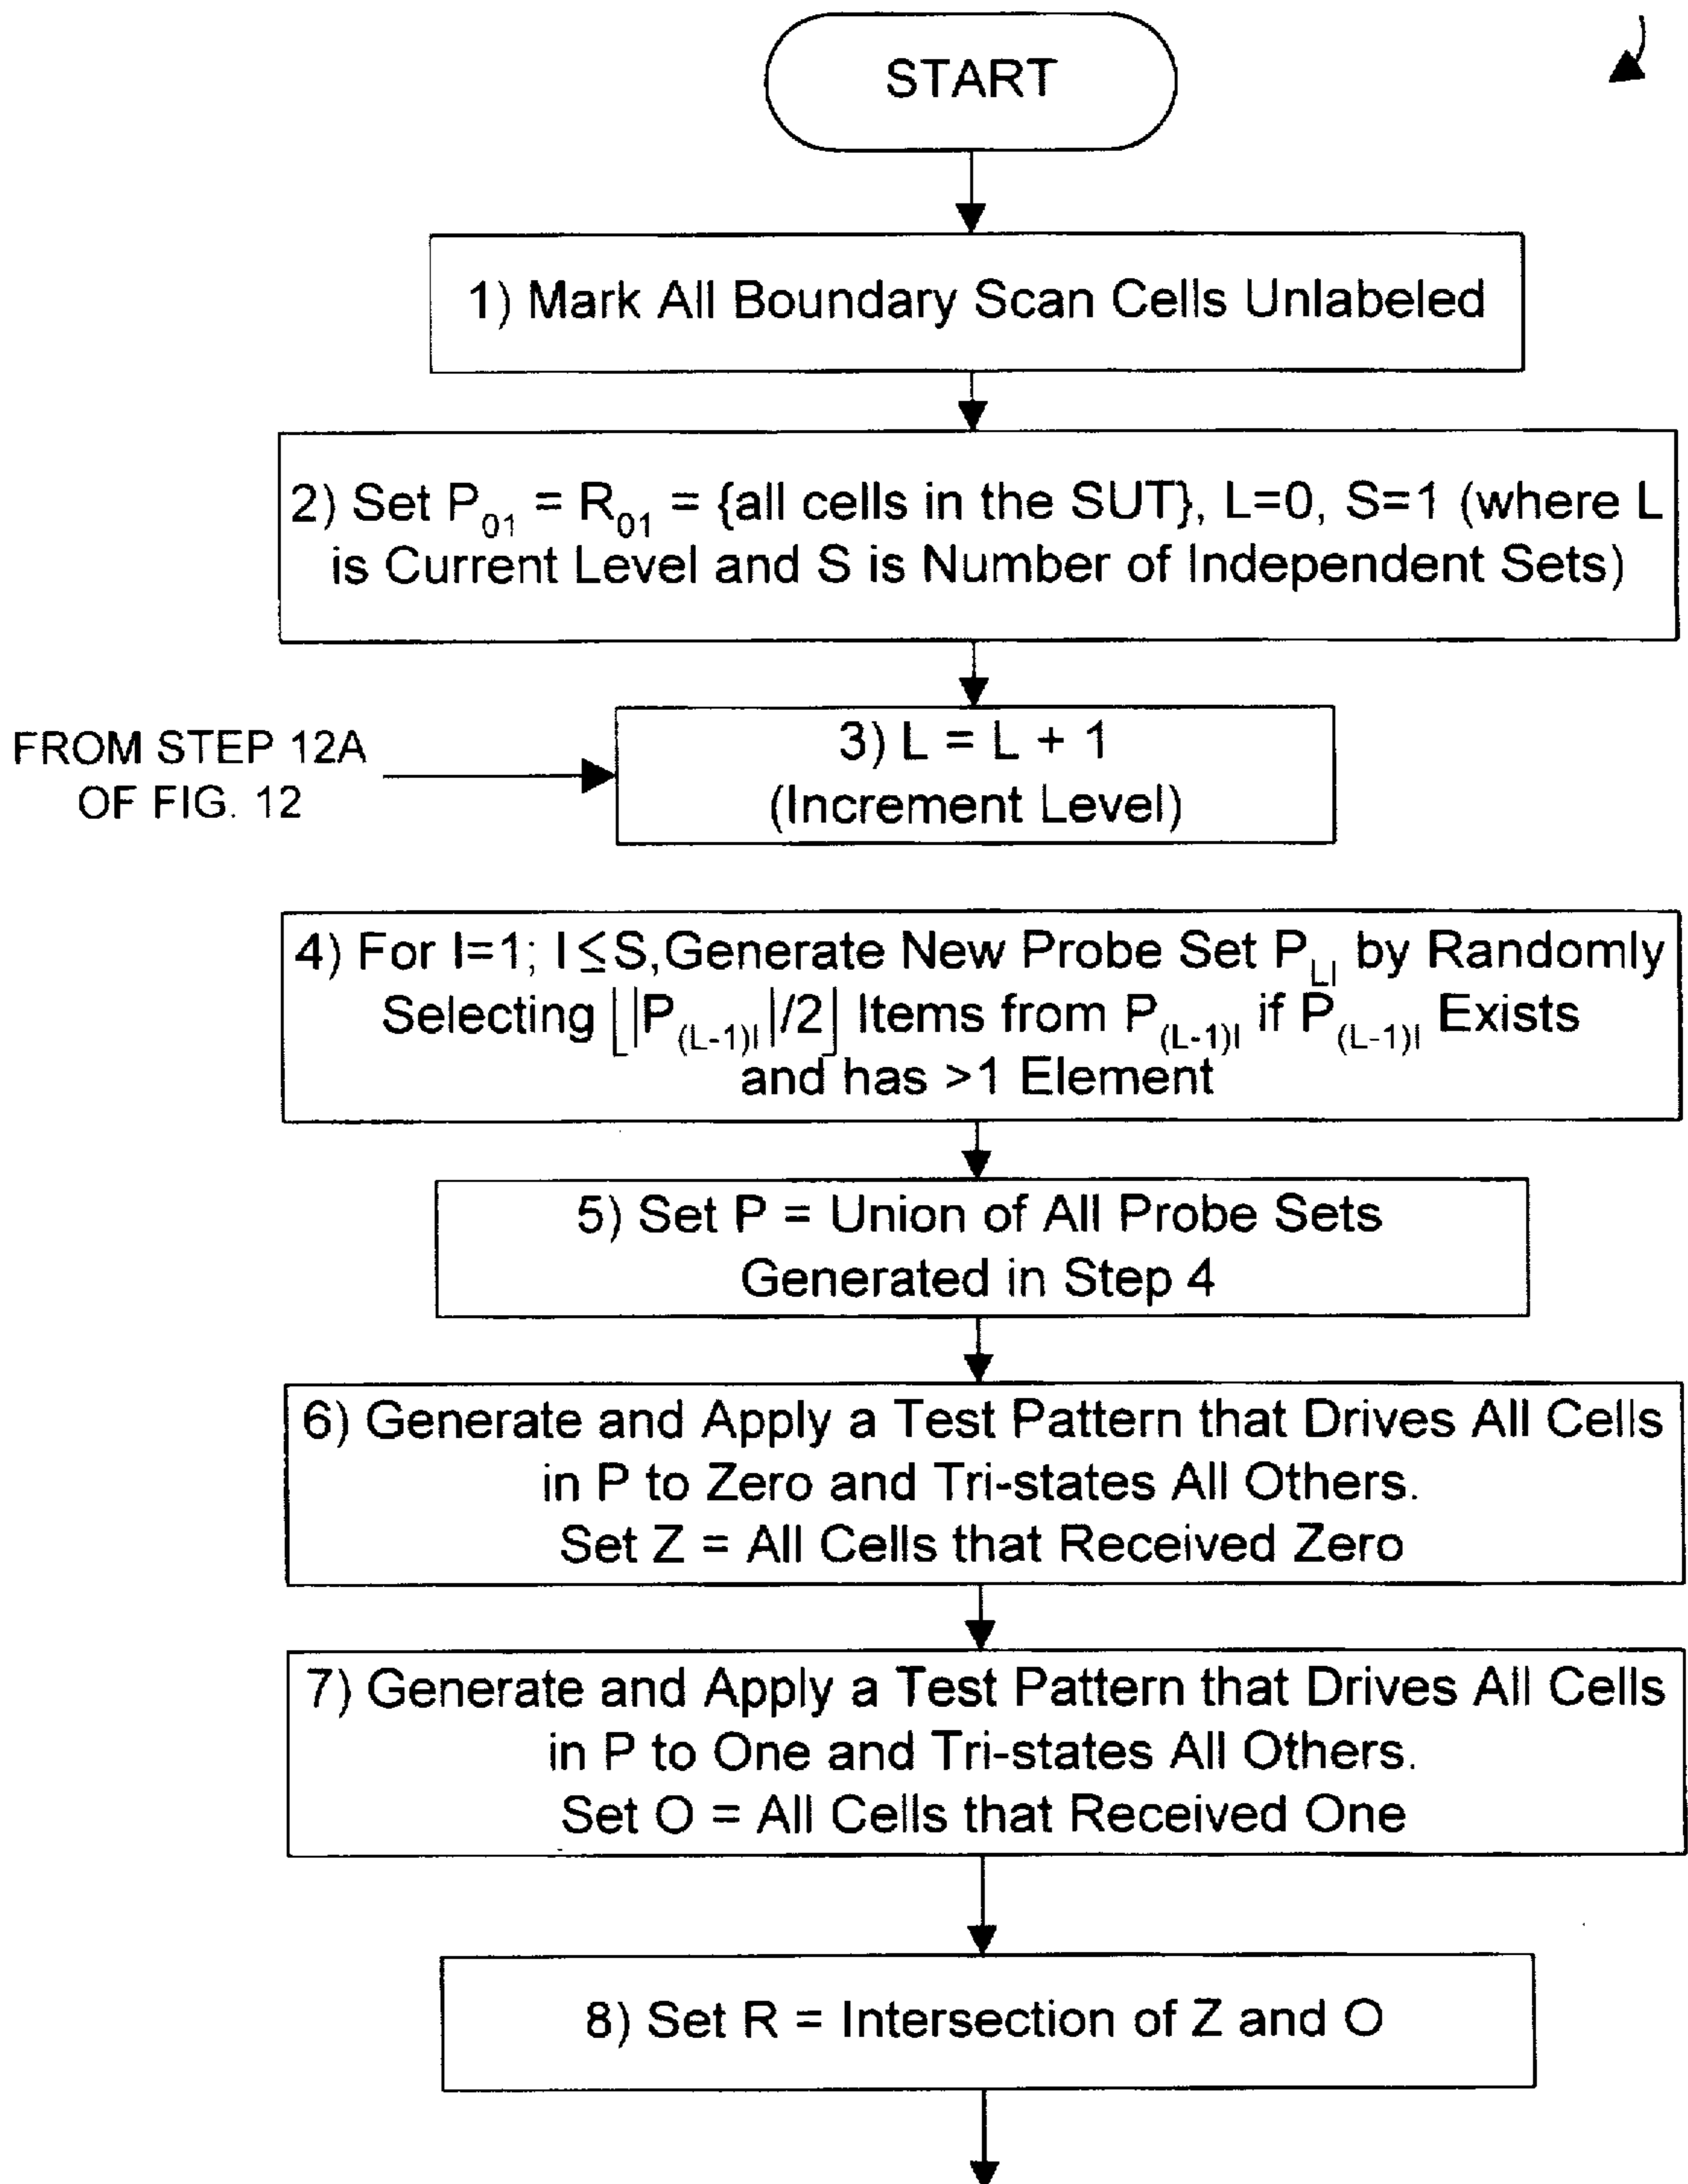 START
1) Mark All Boundary Scan Cells Unlabeled
2) Set P₀₁ = R₀₁ = {all cells in the SUT}, L=0, S=1 (where L
is Current Level and S is Number of Independent Sets)
FROM STEP 12A
OF FIG. 12
3) L = L + 1
(Increment Level)
4) For I=1; I≤S,Generate New Probe Set P_LI by Randomly
Selecting ⌊|P_(L-1)I|/2⌋ Items from P_(L-1)I if P_(L-1)I Exists
and has >1 Element
5) Set P = Union of All Probe Sets
Generated in Step 4
6) Generate and Apply a Test Pattern that Drives All Cells
in P to Zero and Tri-states All Others.
Set Z = All Cells that Received Zero
7) Generate and Apply a Test Pattern that Drives All Cells
in P to One and Tri-states All Others.
Set O = All Cells that Received One
8) Set R = Intersection of Z and O